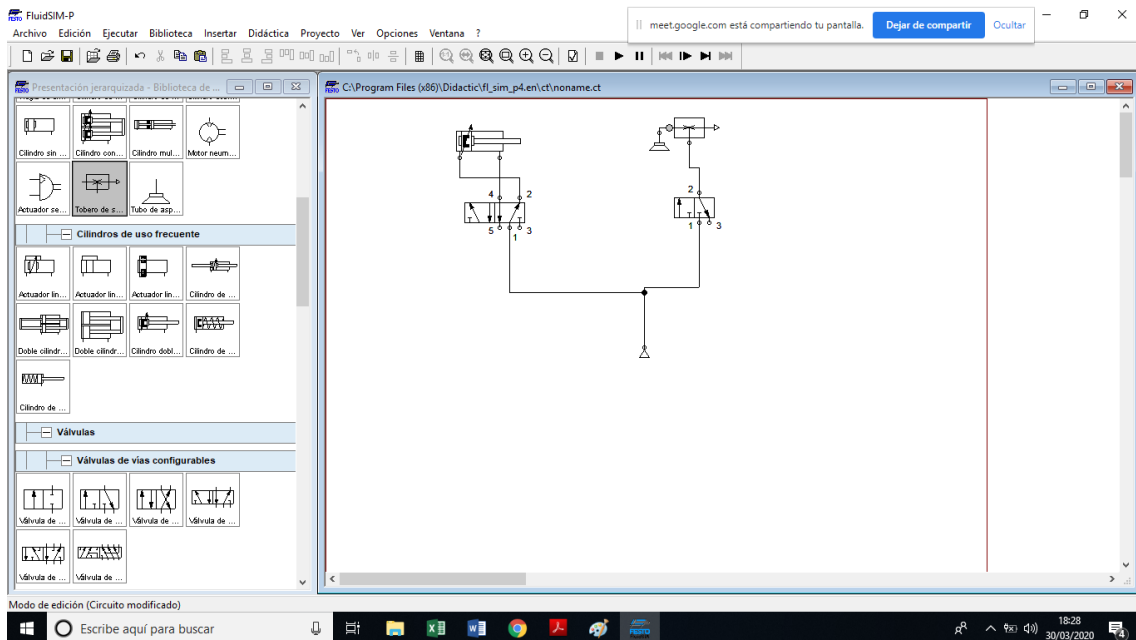 FluidSIM-P
meet.google.com está compartiendo tu pantalla.
Dejar de compartir
Ocultar
Archivo Edición Ejecutar Biblioteca Insertar Didáctica Proyecto Ver Opciones Ventana ?
FESTO Presentación jerarquizada - Biblioteca de ...
FESTO C:\Program Files (x86)\Didactic\fl_sim_p4.en\ct\noname.ct
Cilindro sin ... Cilindro con... Cilindro mul... Motor neum...
Actuador se... Tobero de s... Tubo de asp...
Cilindros de uso frecuente
Actuador lin... Actuador lin... Actuador lin... Cilindro de ...
Doble cilindr... Doble cilindr... Cilindro dobl... Cilindro de ...
Cilindro de ...
Válvulas
Válvulas de vías configurables
Válvula de ... Válvula de ... Válvula de ... Válvula de ...
Válvula de ... Válvula de ...
4 2
5 1 3
2
1 3
Modo de edición (Circuito modificado)
Escribe aquí para buscar
FESTO
18:28
30/03/2020
4